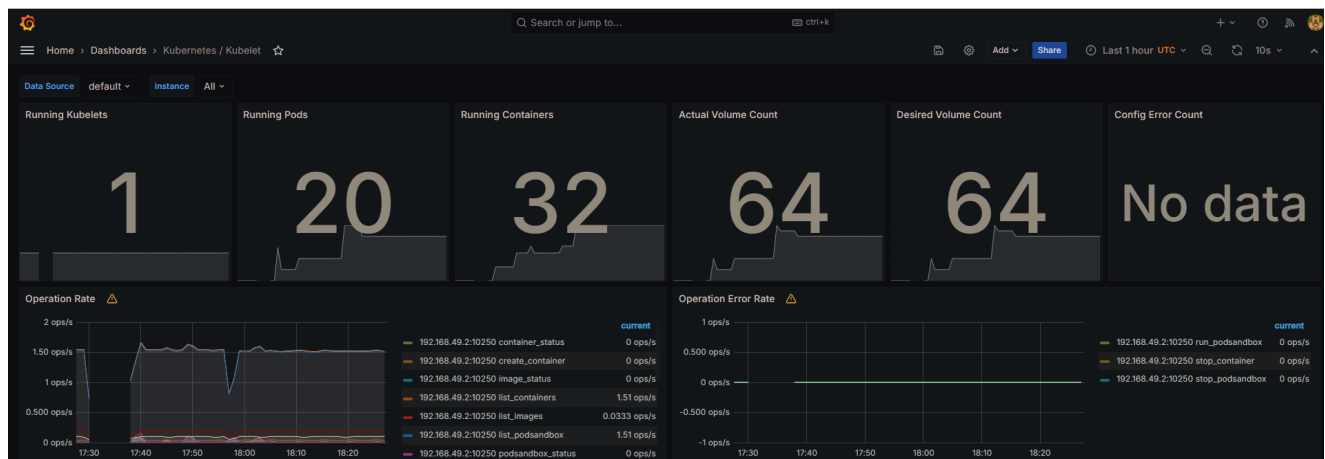 Search or jump to...
ctrl+k
Home › Dashboards › Kubernetes / Kubelet
Add
Share
Last 1 hour UTC
10s
Data Source
default
instance
All
Running Kubelets
1
Running Pods
20
Running Containers
32
Actual Volume Count
64
Desired Volume Count
64
Config Error Count
No data
Operation Rate
2 ops/s
1.50 ops/s
1 ops/s
0.500 ops/s
0 ops/s
17:30 17:40 17:50 18:00 18:10 18:20
current
192.168.49.2:10250 container_status 0 ops/s
192.168.49.2:10250 create_container 0 ops/s
192.168.49.2:10250 image_status 0 ops/s
192.168.49.2:10250 list_containers 1.51 ops/s
192.168.49.2:10250 list_images 0.0333 ops/s
192.168.49.2:10250 list_podsandbox 1.51 ops/s
192.168.49.2:10250 podsandbox_status 0 ops/s
Operation Error Rate
1 ops/s
0.500 ops/s
0 ops/s
-0.500 ops/s
-1 ops/s
17:30 17:40 17:50 18:00 18:10 18:20
current
192.168.49.2:10250 run_podsandbox 0 ops/s
192.168.49.2:10250 stop_container 0 ops/s
192.168.49.2:10250 stop_podsandbox 0 ops/s